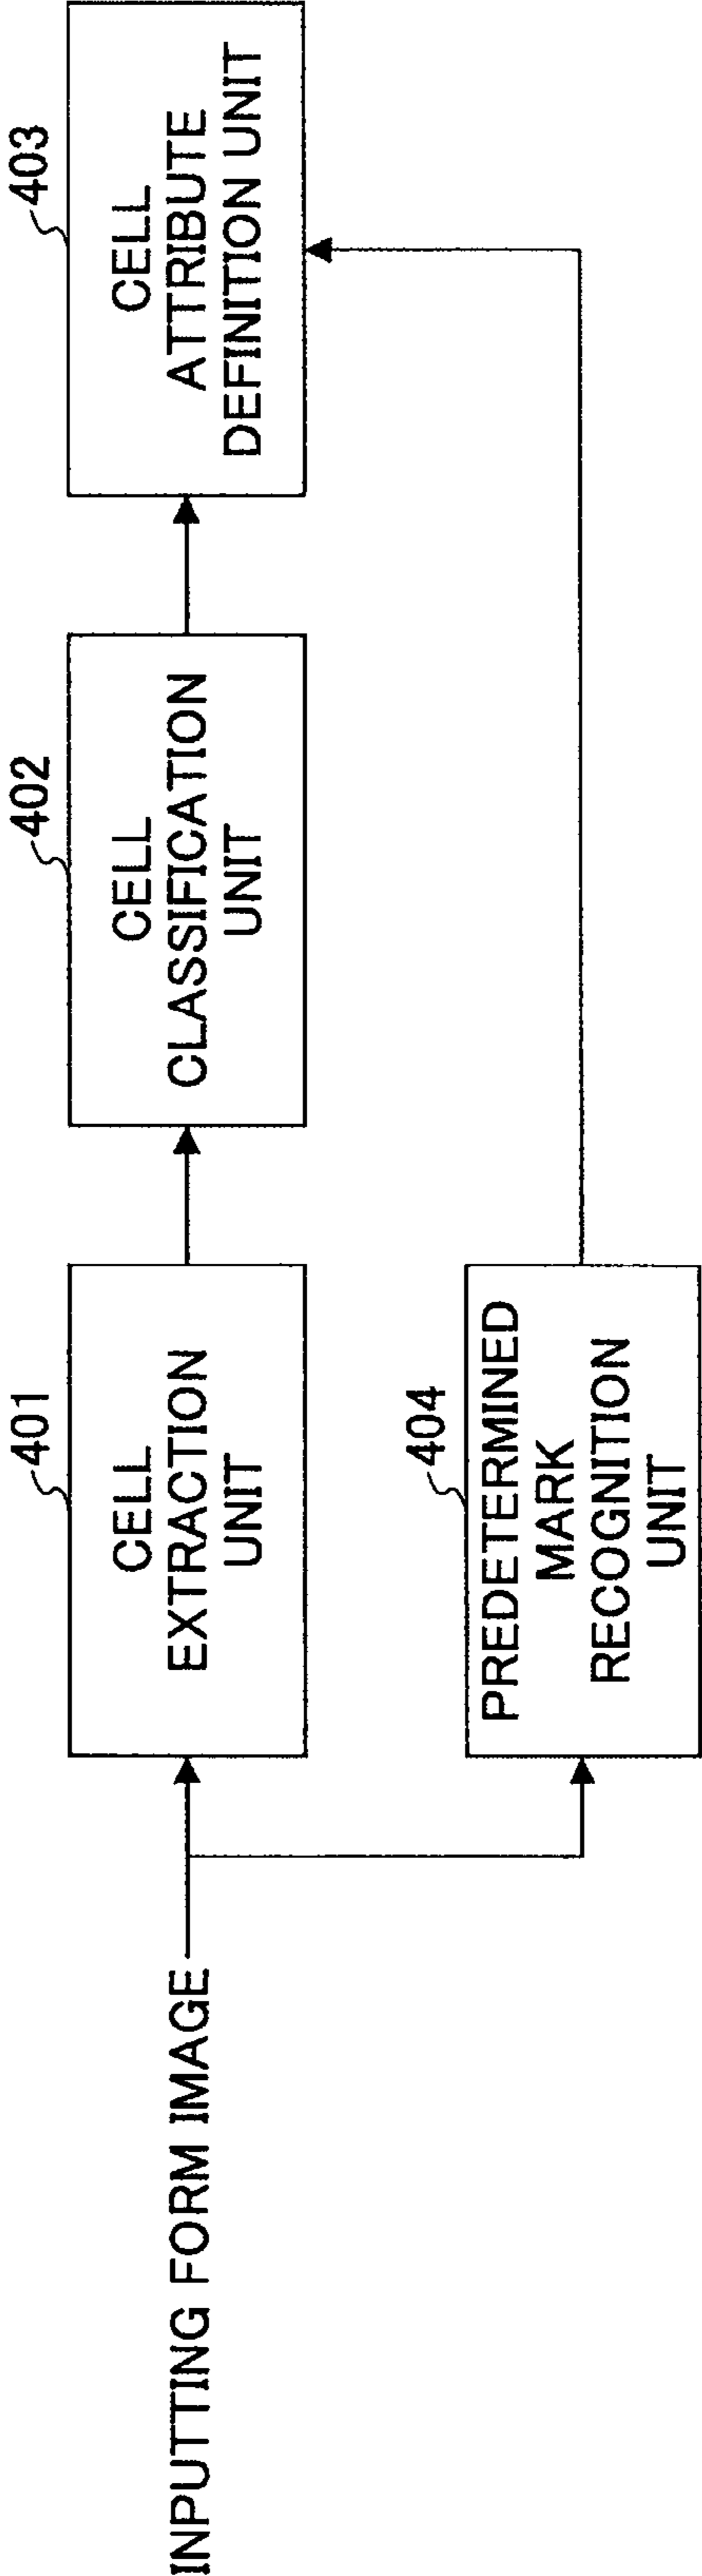 INPUTTING FORM IMAGE
401
CELL
EXTRACTION
UNIT
402
CELL
CLASSIFICATION
UNIT
403
CELL
ATTRIBUTE
DEFINITION UNIT
404
PREDETERMINED
MARK
RECOGNITION
UNIT